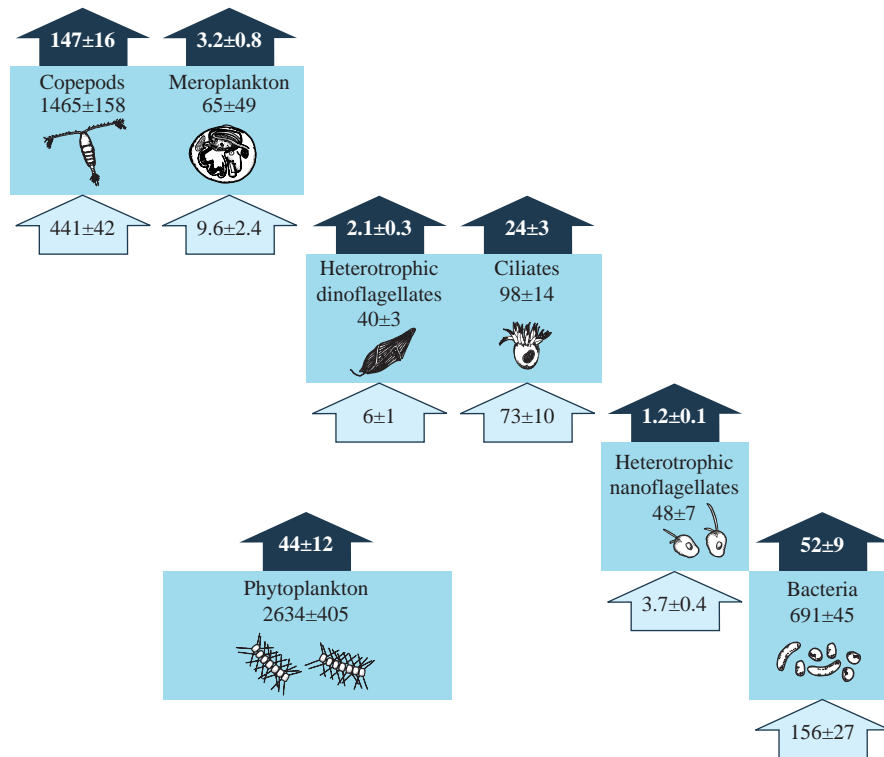 147±16
3.2±0.8
Copepods
1465±158
Meroplankton
65±49
441±42
9.6±2.4
2.1±0.3
24±3
Heterotrophic
dinoflagellates
40±3
Ciliates
98±14
6±1
73±10
1.2±0.1
Heterotrophic
nanoflagellates
48±7
3.7±0.4
44±12
Phytoplankton
2634±405
52±9
Bacteria
691±45
156±27